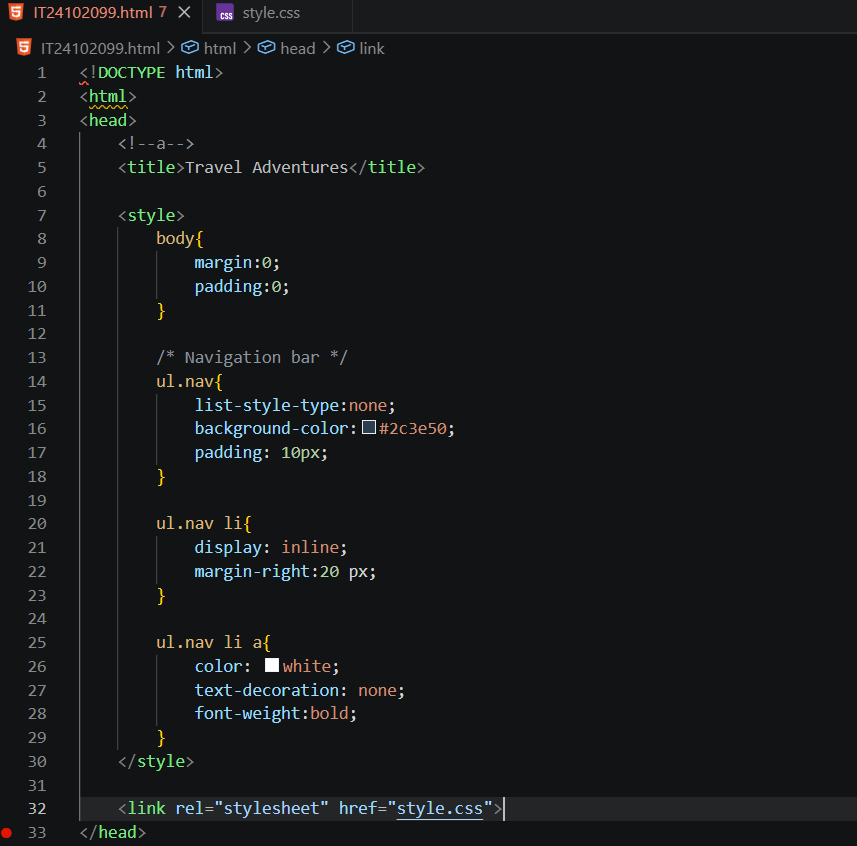 IT24102099.html 7 style.css
IT24102099.html > html > head > link
1 <!DOCTYPE html>
2 <html>
3 <head>
4     <!--a-->
5     <title>Travel Adventures</title>
6
7     <style>
8         body{
9             margin:0;
10             padding:0;
11         }
12
13         /* Navigation bar */
14         ul.nav{
15             list-style-type:none;
16             background-color:#2c3e50;
17             padding: 10px;
18         }
19
20         ul.nav li{
21             display: inline;
22             margin-right:20 px;
23         }
24
25         ul.nav li a{
26             color: white;
27             text-decoration: none;
28             font-weight:bold;
29         }
30     </style>
31
32     <link rel="stylesheet" href="style.css">
33 </head>